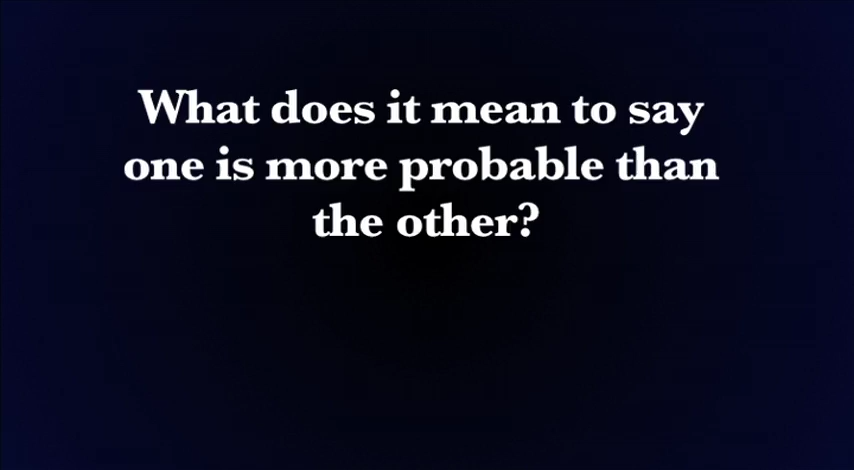 What does it mean to say
one is more probable than
the other?